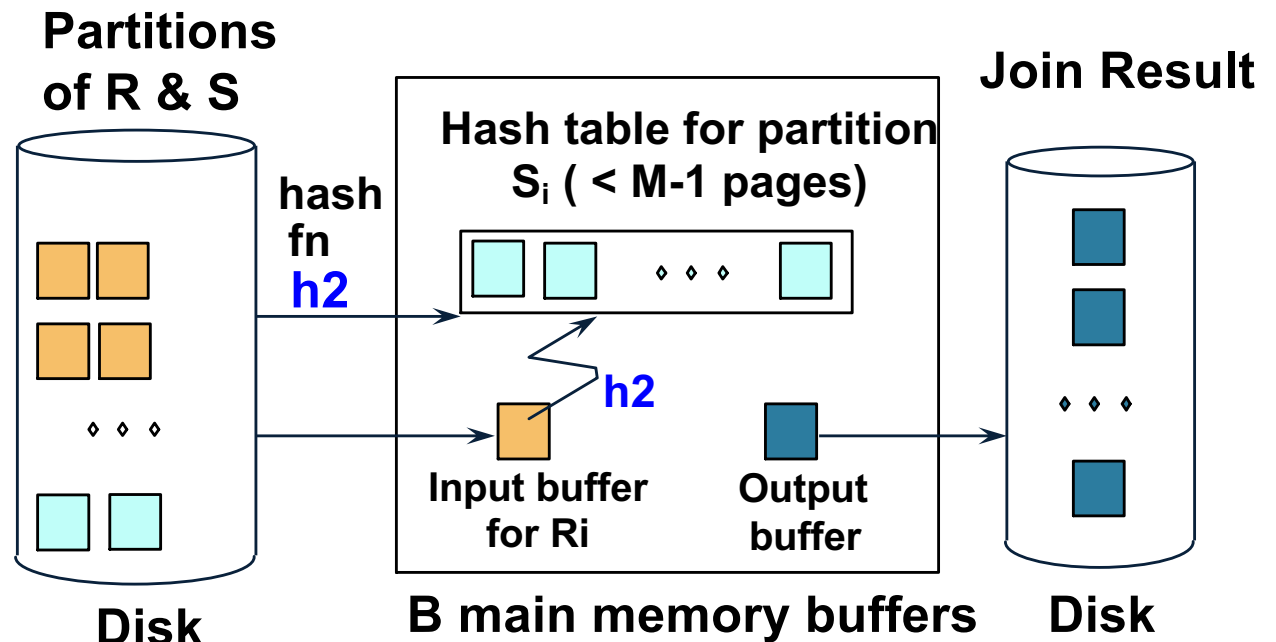 Partitions
of R & S
Join Result
Hash table for partition
Si ( < M-1 pages)
hash
fn
h2
h2
Input buffer
for Ri
Output
buffer
Disk
B main memory buffers
Disk